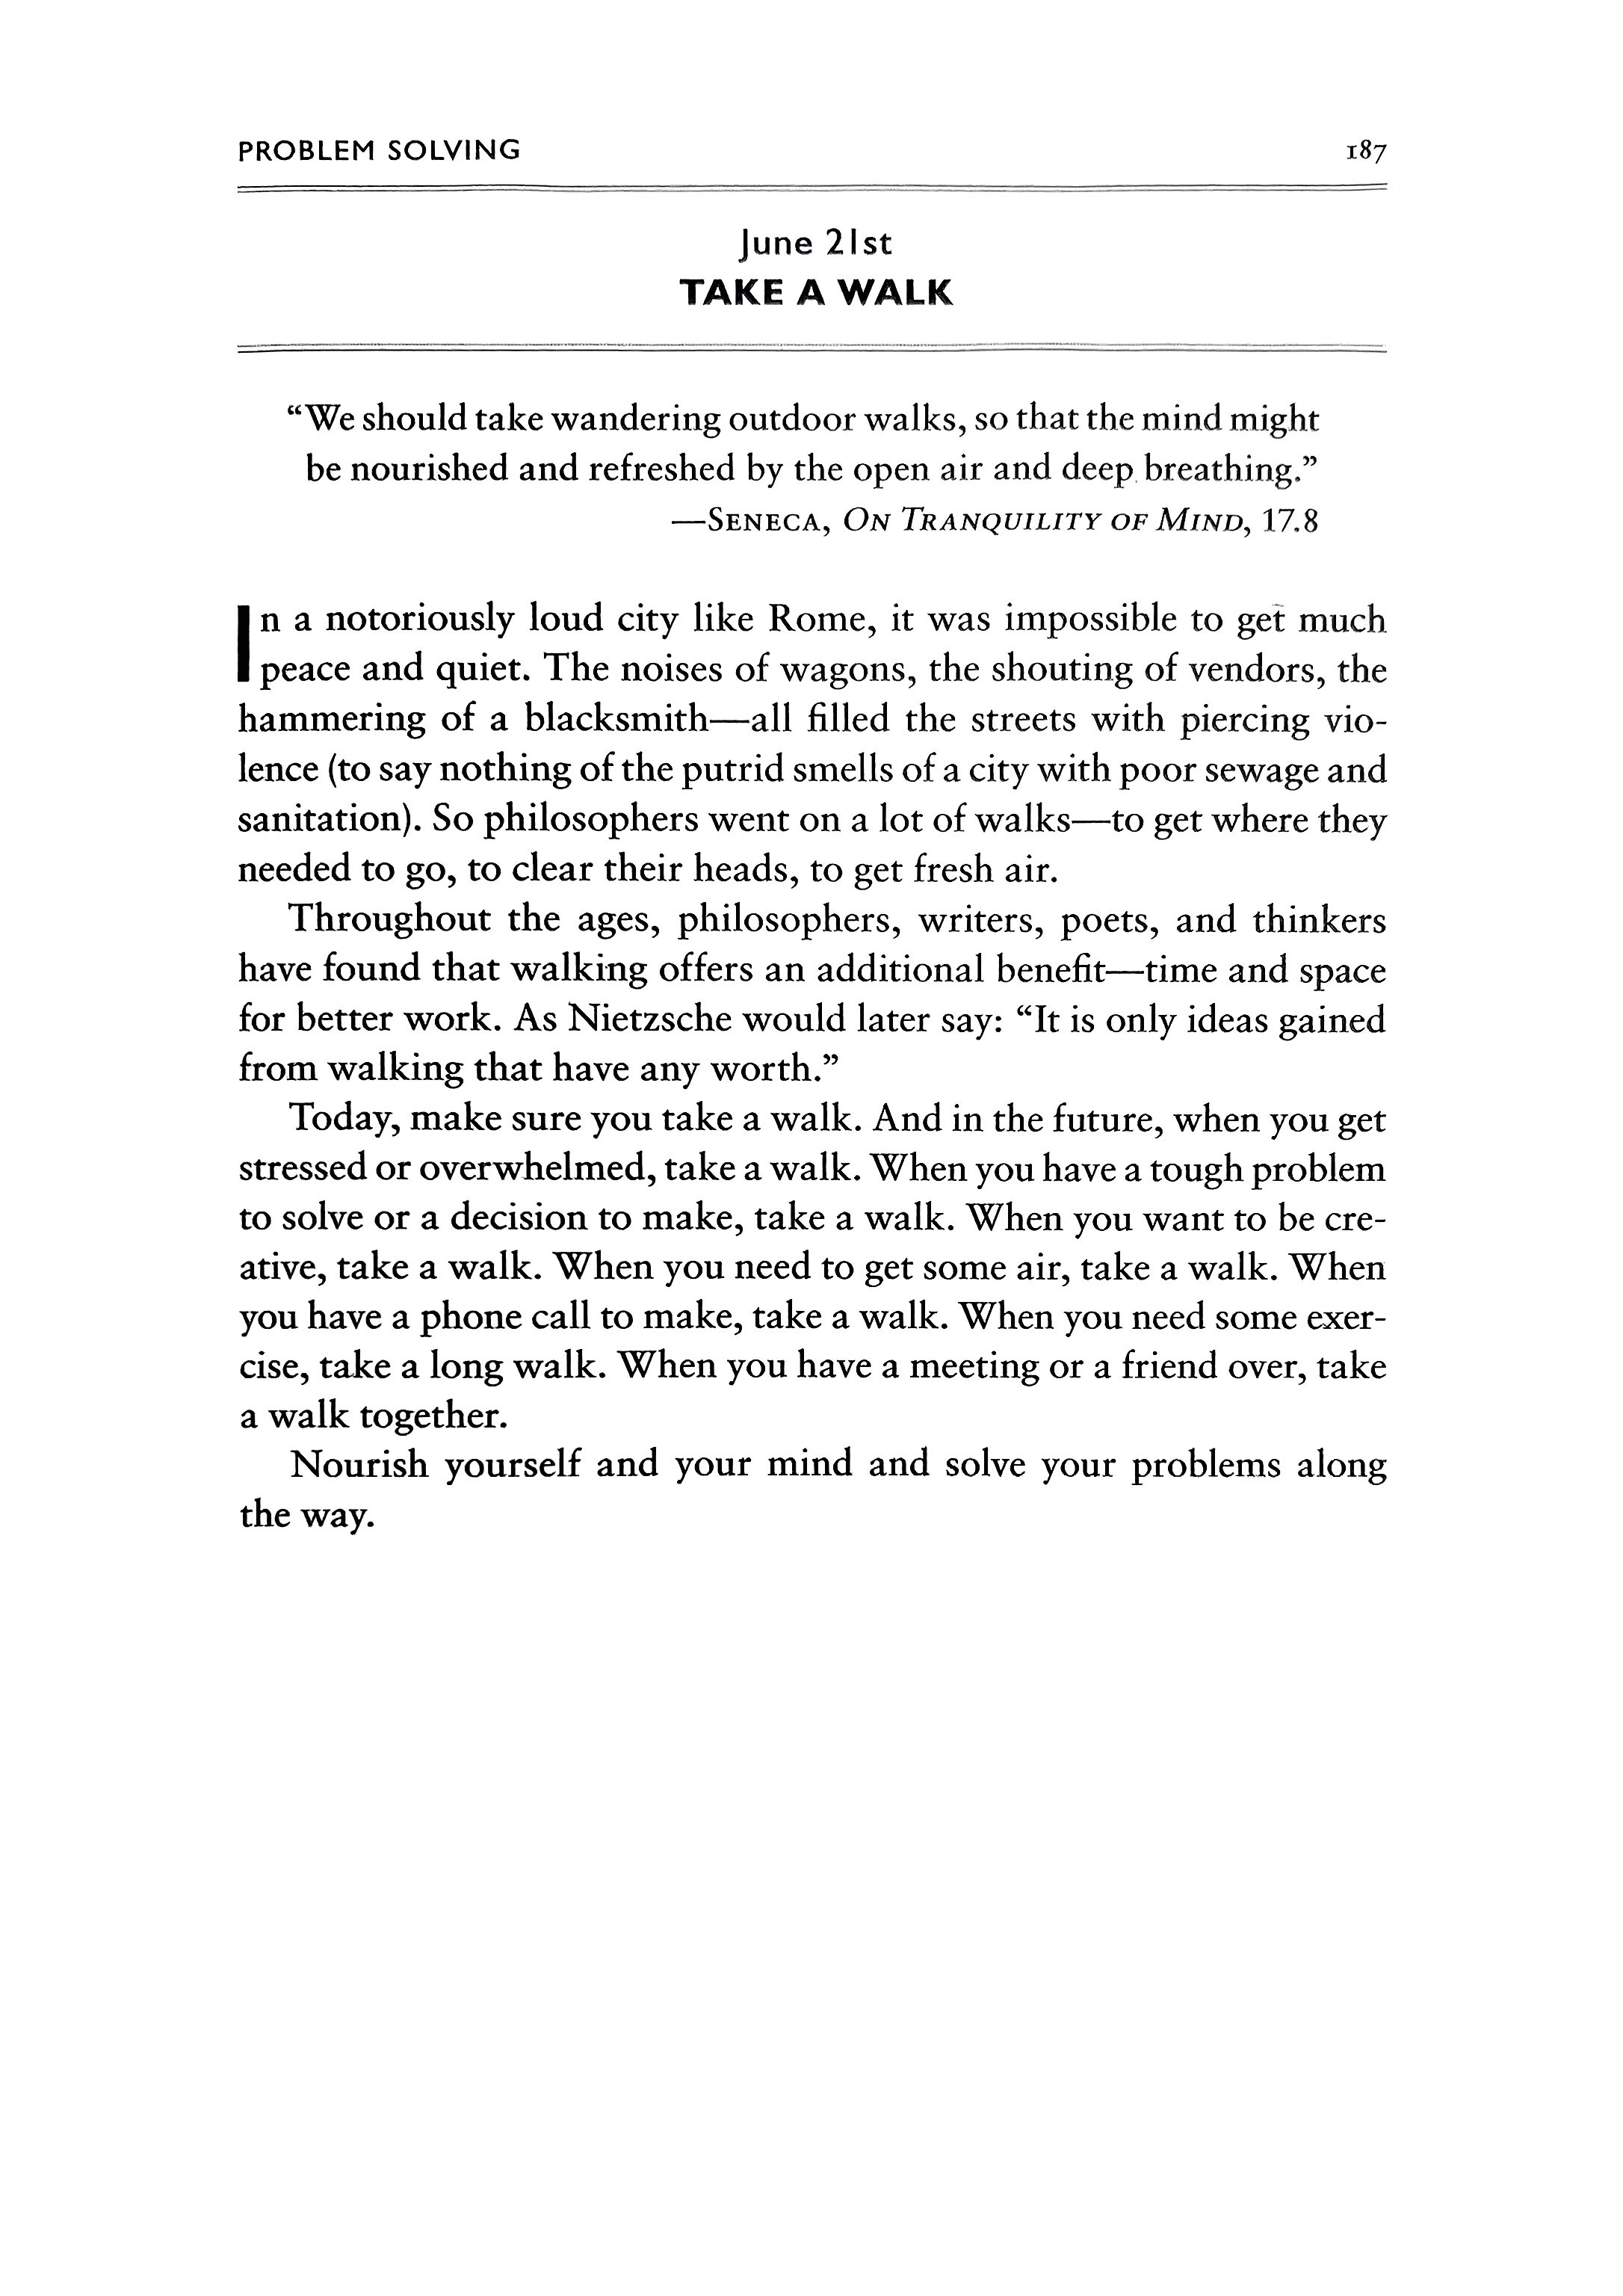 PROBLEM SOLVING 187
June 21st
TAKE A WALK
“We should take wandering outdoor walks, so that the mind might
be nourished and refreshed by the open air and deep breathing.”
—SENECA, ON TRANQUILITY OF MIND, 17.8
In a notoriously loud city like Rome, it was impossible to get much
peace and quiet. The noises of wagons, the shouting of vendors, the
hammering of a blacksmith—all filled the streets with piercing vio-
lence (to say nothing of the putrid smells of a city with poor sewage and
sanitation). So philosophers went on a lot of walks—to get where they
needed to go, to clear their heads, to get fresh air.
Throughout the ages, philosophers, writers, poets, and thinkers
have found that walking offers an additional benefit—time and space
for better work. As Nietzsche would later say: “It is only ideas gained
from walking that have any worth.”
Today, make sure you take a walk. And in the future, when you get
stressed or overwhelmed, take a walk. When you have a tough problem
to solve or a decision to make, take a walk. When you want to be cre-
ative, take a walk. When you need to get some air, take a walk. When
you have a phone call to make, take a walk. When you need some exer-
cise, take a long walk. When you have a meeting or a friend over, take
a walk together.
Nourish yourself and your mind and solve your problems along
the way.